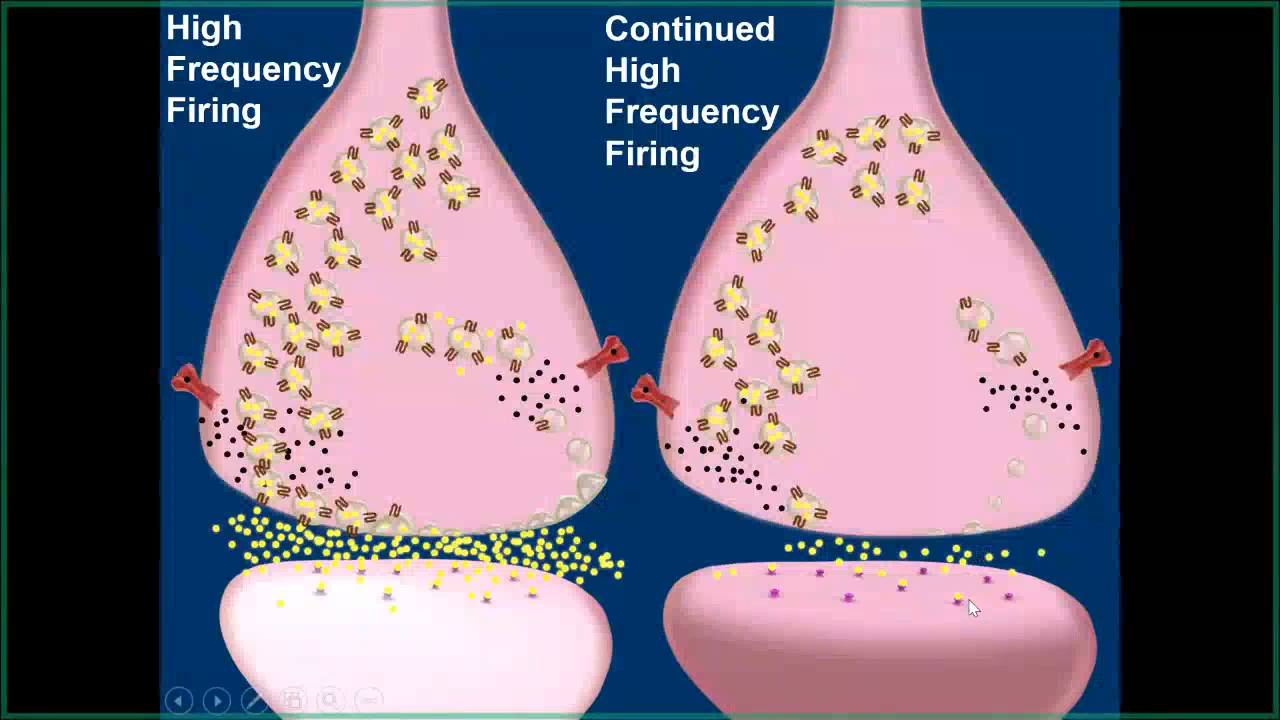 High
Frequency
Firing
Continued
High
Frequency
Firing